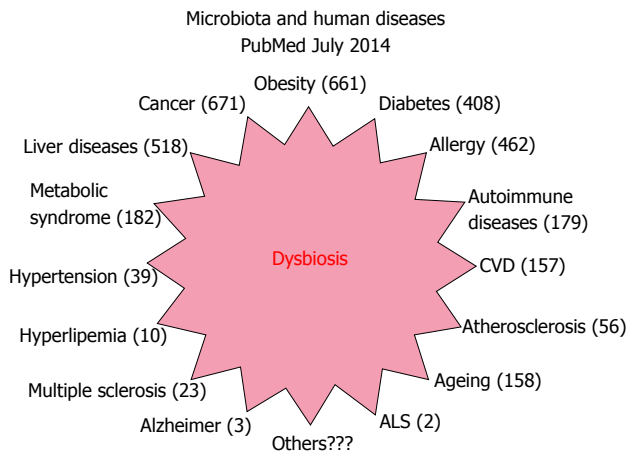 Microbiota and human diseases
PubMed July 2014
Obesity (661)
Cancer (671)
Diabetes (408)
Liver diseases (518)
Allergy (462)
Metabolic
syndrome (182)
Autoimmune
diseases (179)
Dysbiosis
Hypertension (39)
CVD (157)
Hyperlipemia (10)
Atherosclerosis (56)
Multiple sclerosis (23)
Ageing (158)
Alzheimer (3)
ALS (2)
Others???